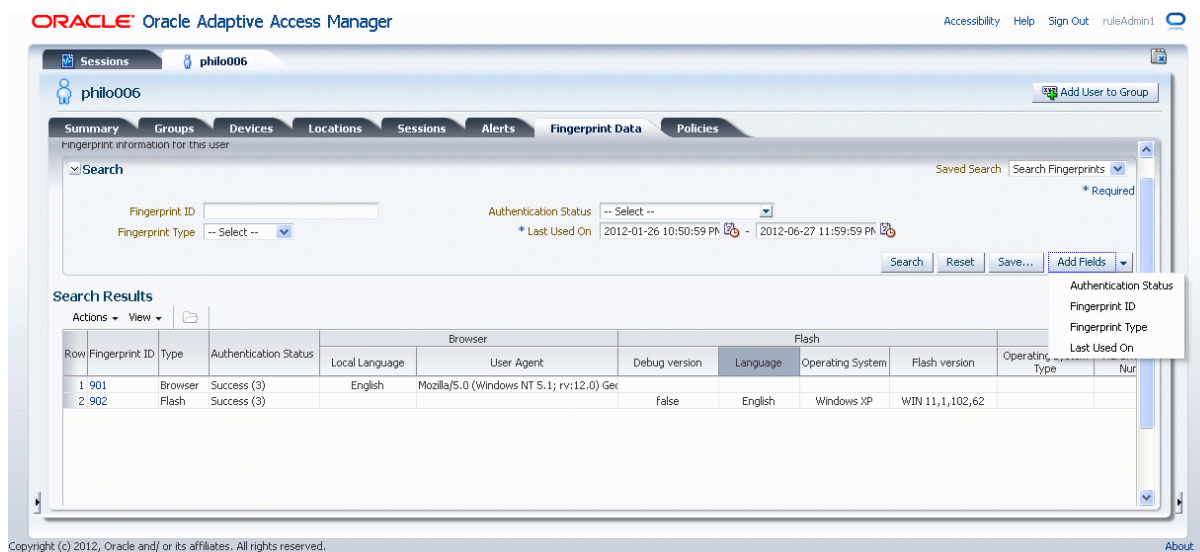 ORACLE Oracle Adaptive Access Manager
Accessibility Help Sign Out ruleAdmin1
Sessions philo006
philo006 Add User to Group
Summary Groups Devices Locations Sessions Alerts Fingerprint Data Policies
Fingerprint information for this user
Search Saved Search Search Fingerprints
* Required
Fingerprint ID Authentication Status -- Select --
Fingerprint Type -- Select -- * Last Used On 2012-01-26 10:50:59 PM - 2012-06-27 11:59:59 PM
Search Reset Save... Add Fields
Authentication Status
Fingerprint ID
Fingerprint Type
Last Used On
Search Results
Actions View
Browser Flash
Row Fingerprint ID Type Authentication Status Local Language User Agent Debug version Language Operating System Flash version Operating Type
1 901 Browser Success (3) English Mozilla/5.0 (Windows NT 5.1; rv:12.0) Gec
2 902 Flash Success (3) false English Windows XP WIN 11,1,102,62
Copyright (c) 2012, Oracle and/ or its affiliates. All rights reserved. About